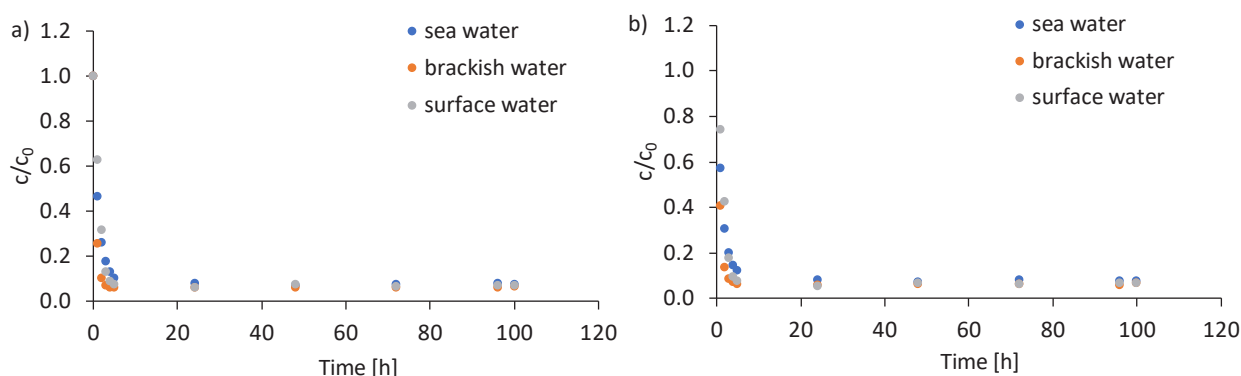 a)
1.2
1.0
0.8
0.6
0.4
0.2
0.0
c/c₀
0 20 40 60 80 100 120
Time [h]
sea water
brackish water
surface water
b)
1.2
1.0
0.8
0.6
0.4
0.2
0.0
c/c₀
0 20 40 60 80 100 120
Time [h]
sea water
brackish water
surface water